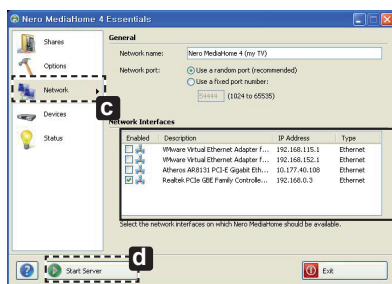 Nero MediaHome 4 Essentials
Shares
Options
Network
Devices
Status
General
Network name: Nero MediaHome 4 (my TV)
Network port: Use a random port (recommended)
Use a fixed port number:
54444 (1024 to 65535)
c
Network Interfaces
Enabled Description IP Address Type
VMware Virtual Ethernet Adapter f... 192.168.115.1 Ethernet
VMware Virtual Ethernet Adapter f... 192.168.152.1 Ethernet
Atheros AR8131 PCI-E Gigabit Eth... 10.177.40.108 Ethernet
Realtek PCIe GBE Family Controlle... 192.168.0.3 Ethernet
Select the network interfaces on which Nero MediaHome should be available.
d
Start Server
Exit